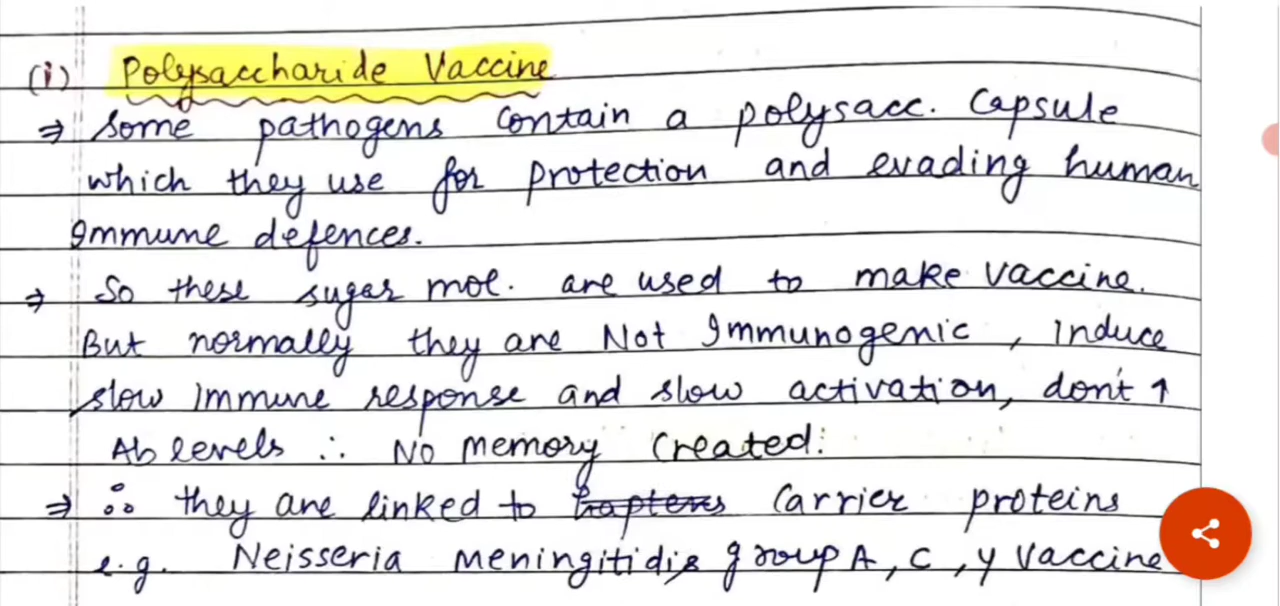 (i) Polysaccharide Vaccine
⇒ Some pathogens contain a polysacc. Capsule
which they use for protection and evading human
Immune defences.
⇒ So these sugar mol. are used to make vaccine.
But normally they are Not Immunogenic, induce
slow immune response and slow activation, don't ↑
Ab levels ∴ No memory created.
⇒ ∴ they are linked to haptens Carrier proteins
e.g. Neisseria meningitidis group A, C, Y Vaccine